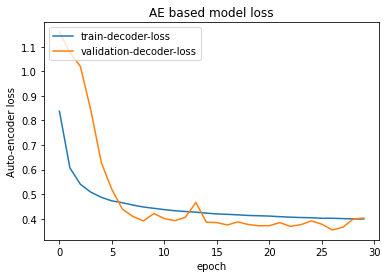 AE based model loss
train-decoder-loss
validation-decoder-loss
Auto-encoder loss
1.1
1.0
0.9
0.8
0.7
0.6
0.5
0.4
0 5 10 15 20 25 30
epoch